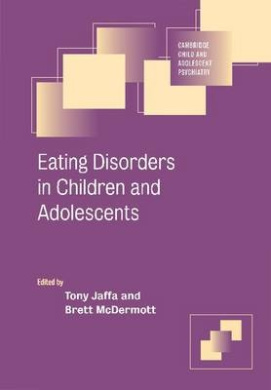 CAMBRIDGE
CHILD AND
ADOLESCENT
PSYCHIATRY
Eating Disorders
in Children and
Adolescents
Edited by
Tony Jaffa and
Brett McDermott